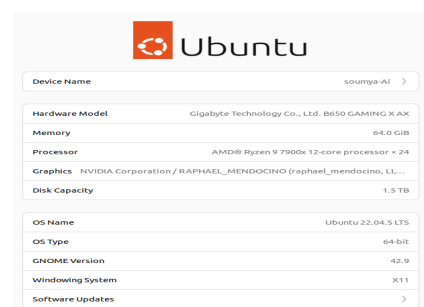 Ubuntu
Device Name soumya-Ai
Hardware Model Gigabyte Technology Co., Ltd. B650 GAMING X AX
Memory 64.0 GiB
Processor AMD® Ryzen 9 7900x 12-core processor × 24
Graphics NVIDIA Corporation / RAPHAEL_MENDOCINO (raphael_mendocino, LL...
Disk Capacity 1.5 TB
OS Name Ubuntu 22.04.5 LTS
OS Type 64-bit
GNOME Version 42.9
Windowing System X11
Software Updates